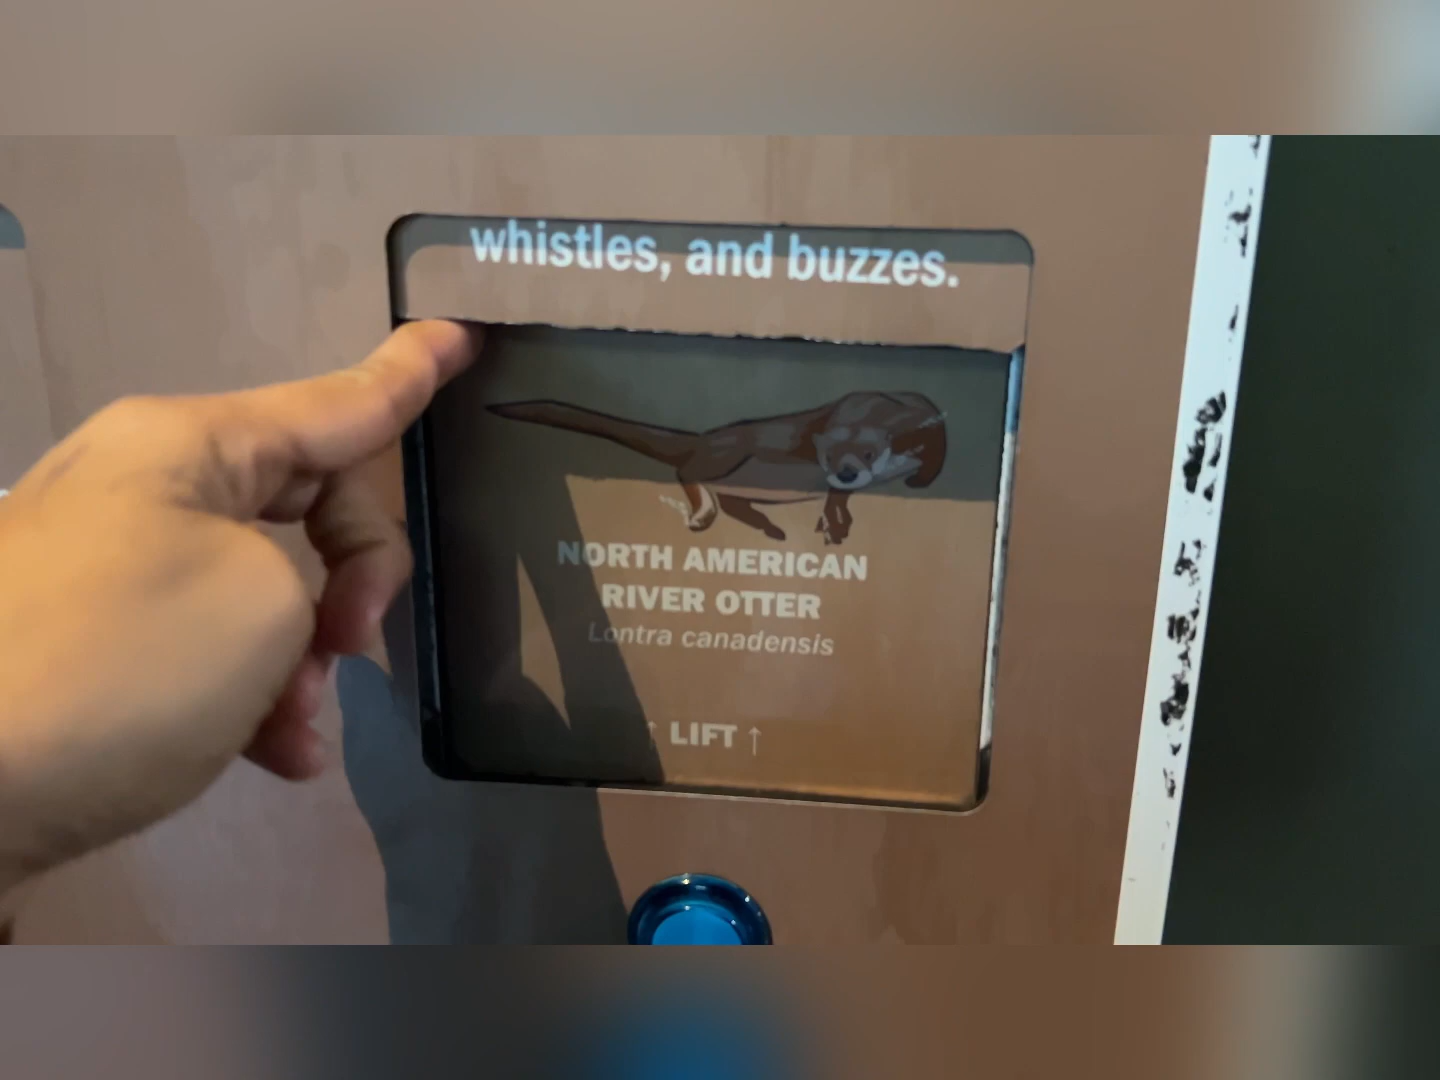 whistles, and buzzes.
NORTH AMERICAN
RIVER OTTER
Lontra canadensis
↑ LIFT ↑